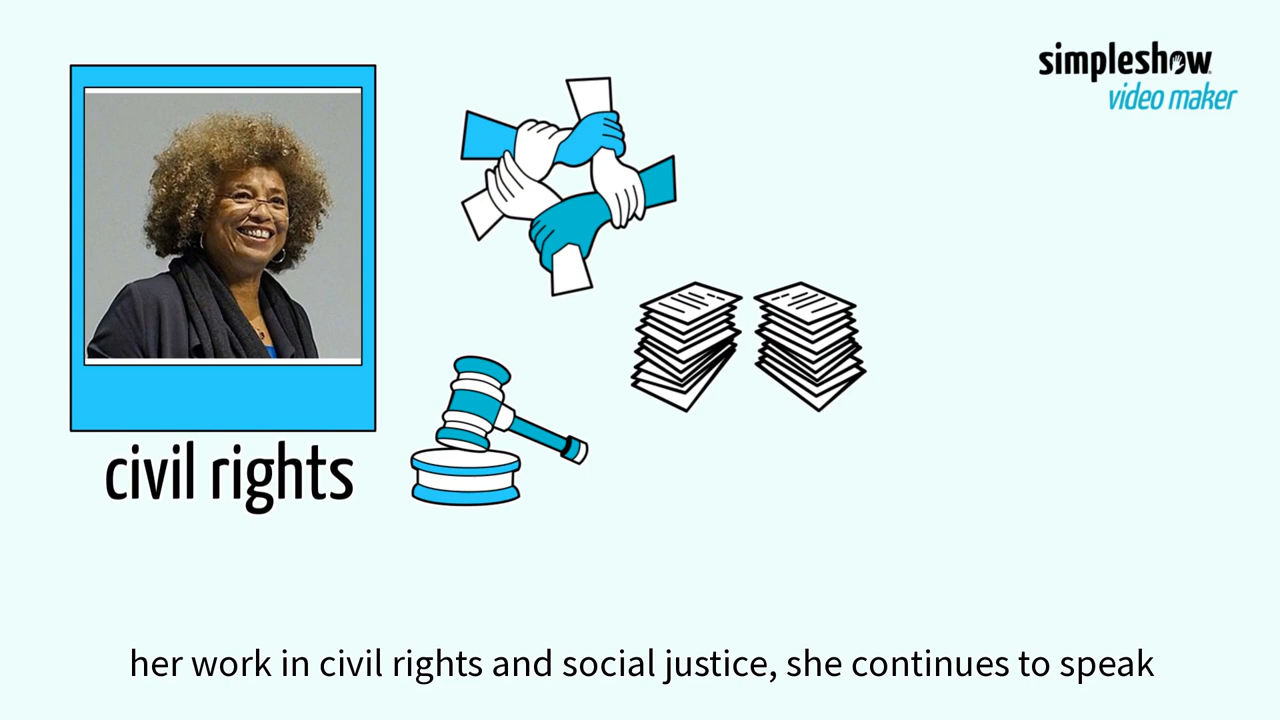 simpleshow
video maker
civil rights
her work in civil rights and social justice, she continues to speak